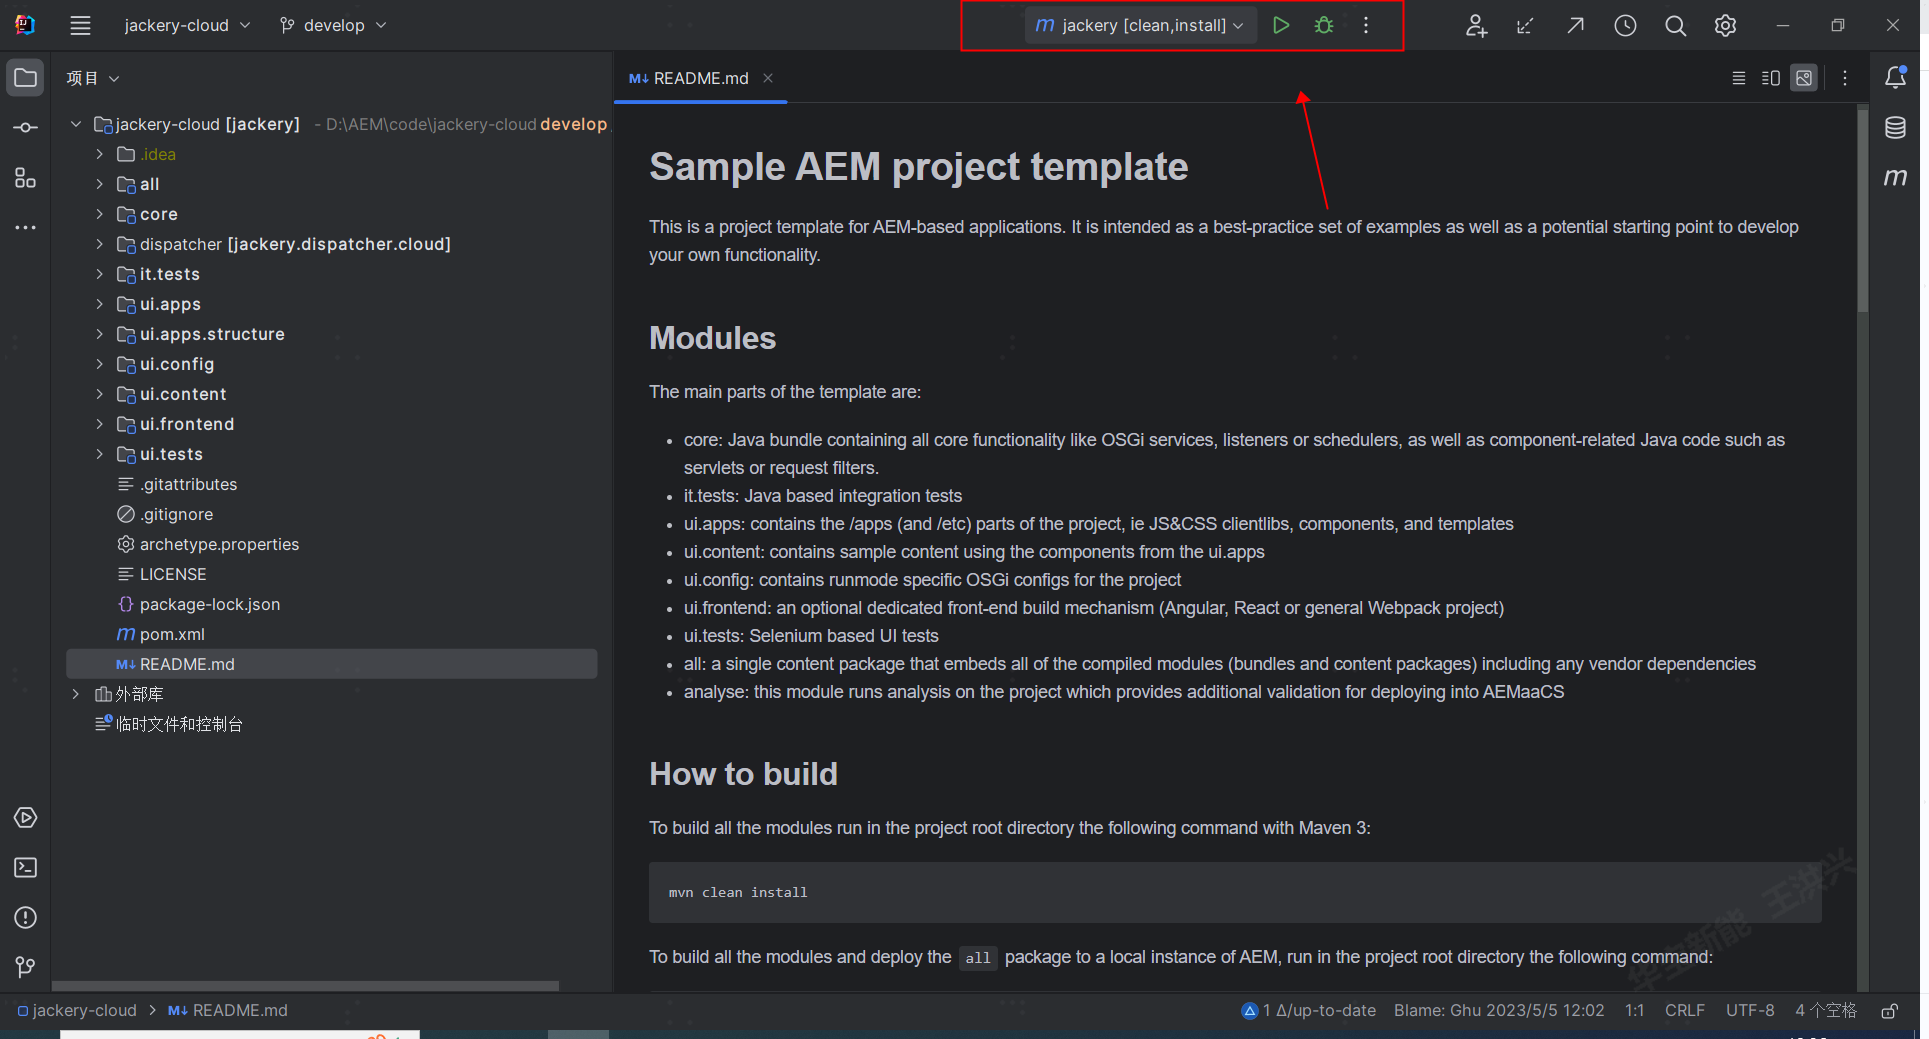 jackery-cloud
develop
m jackery [clean,install]
项目
M↓ README.md
jackery-cloud [jackery] - D:\AEM\code\jackery-cloud develop
.idea
all
core
dispatcher [jackery.dispatcher.cloud]
it.tests
ui.apps
ui.apps.structure
ui.config
ui.content
ui.frontend
ui.tests
.gitattributes
.gitignore
archetype.properties
LICENSE
package-lock.json
m pom.xml
M↓ README.md
外部库
临时文件和控制台
Sample AEM project template
This is a project template for AEM-based applications. It is intended as a best-practice set of examples as well as a potential starting point to develop
your own functionality.
Modules
The main parts of the template are:
• core: Java bundle containing all core functionality like OSGi services, listeners or schedulers, as well as component-related Java code such as
servlets or request filters.
• it.tests: Java based integration tests
• ui.apps: contains the /apps (and /etc) parts of the project, ie JS&CSS clientlibs, components, and templates
• ui.content: contains sample content using the components from the ui.apps
• ui.config: contains runmode specific OSGi configs for the project
• ui.frontend: an optional dedicated front-end build mechanism (Angular, React or general Webpack project)
• ui.tests: Selenium based UI tests
• all: a single content package that embeds all of the compiled modules (bundles and content packages) including any vendor dependencies
• analyse: this module runs analysis on the project which provides additional validation for deploying into AEMaaCS
How to build
To build all the modules run in the project root directory the following command with Maven 3:
mvn clean install
To build all the modules and deploy the all package to a local instance of AEM, run in the project root directory the following command:
m
华宝新能 王洪兴
jackery-cloud > M↓ README.md
1 Δ/up-to-date
Blame: Ghu 2023/5/5 12:02
1:1
CRLF
UTF-8
4 个空格